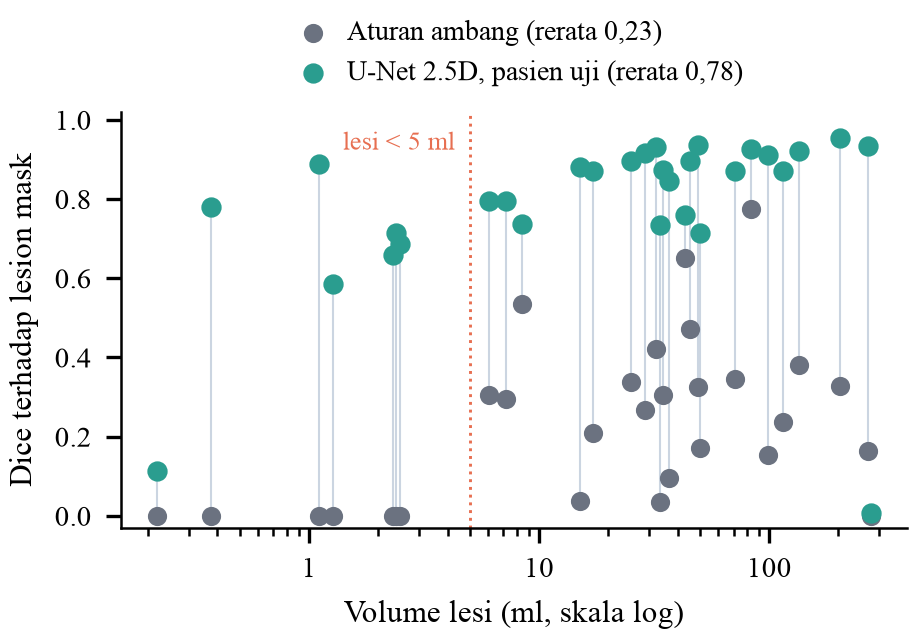 Aturan ambang (rerata 0,23)
U-Net 2.5D, pasien uji (rerata 0,78)
lesi < 5 ml
Dice terhadap lesion mask
1.0
0.8
0.6
0.4
0.2
0.0
1 10 100
Volume lesi (ml, skala log)